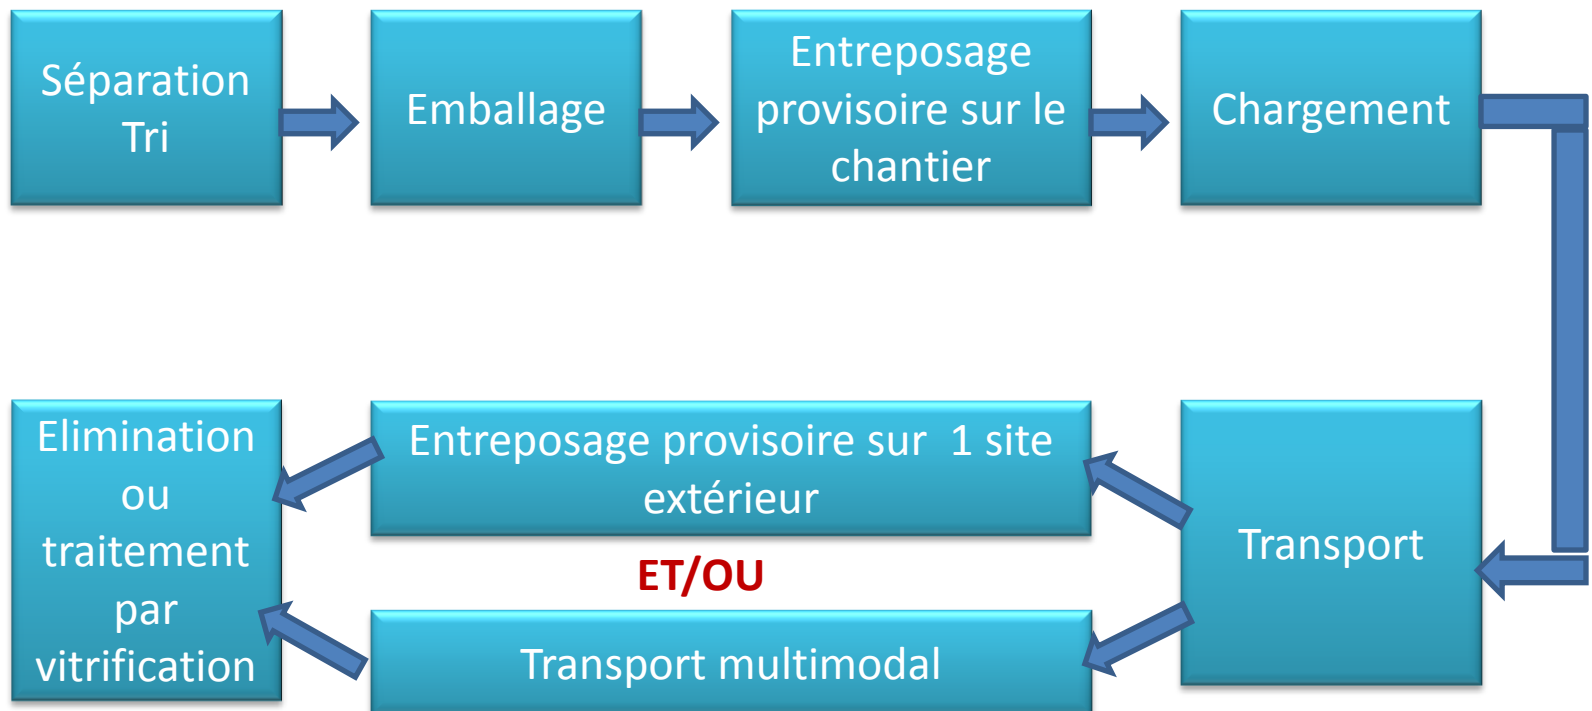 Séparation
Tri
Emballage
Entreposage
provisoire sur le
chantier
Chargement
Elimination
ou
traitement
par
vitrification
Entreposage provisoire sur 1 site
extérieur
ET/OU
Transport multimodal
Transport